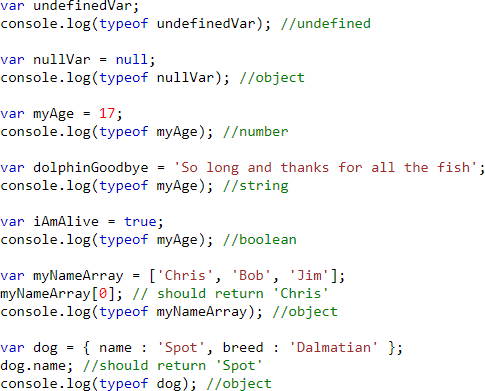 var undefinedVar;
console.log(typeof undefinedVar); //undefined
var nullVar = null;
console.log(typeof nullVar); //object
var myAge = 17;
console.log(typeof myAge); //number
var dolphinGoodbye = 'So long and thanks for all the fish';
console.log(typeof myAge); //string
var iAmAlive = true;
console.log(typeof myAge); //boolean
var myNameArray = ['Chris', 'Bob', 'Jim'];
myNameArray[0]; // should return 'Chris'
console.log(typeof myNameArray); //object
var dog = { name : 'Spot', breed : 'Dalmatian' };
dog.name; //should return 'Spot'
console.log(typeof dog); //object